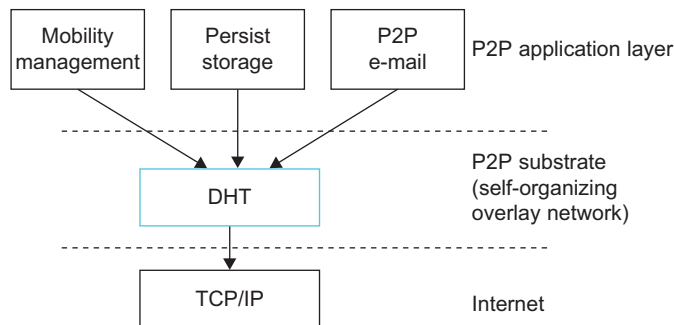 Mobility
management
Persist
storage
P2P
e-mail
P2P application layer
DHT
P2P substrate
(self-organizing
overlay network)
TCP/IP
Internet